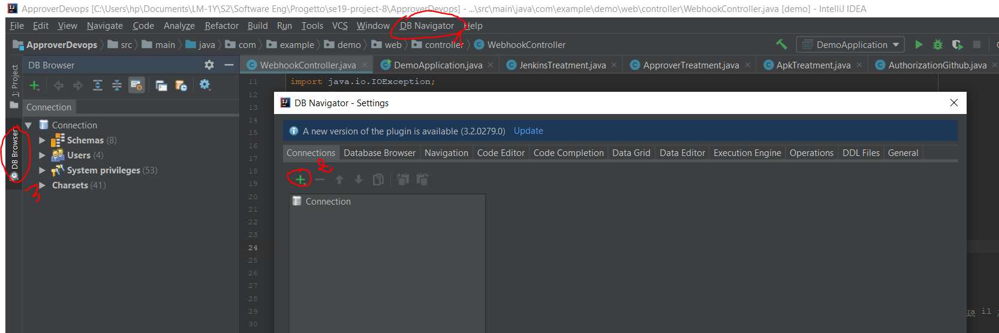 ApproverDevops [C:\Users\hp\Documents\LM-1Y\S2\Software Eng\Progetto\se19-project-8\ApproverDevops] - ...\src\main\java\com\example\demo\web\controller\WebhookController.java [demo] - IntelliJ IDEA
File Edit View Navigate Code Analyze Refactor Build Run Tools VCS Window DB Navigator Help
1
ApproverDevops src main java com example demo web controller WebhookController DemoApplication
1: Project
DB Browser
WebhookController.java DemoApplication.java JenkinsTreatment.java ApproverTreatment.java ApkTreatment.java AuthorizationGithub.java
11 import java.io.IOException;
12
13
14
15
16
17
18
19
20
21
22
23
24
25
26
27
28
29
30
Connection
Connection
Schemas (8)
Users (4)
System privileges (53)
Charsets (41)
DB Browser
3
DB Navigator - Settings
A new version of the plugin is available (3.2.0279.0) Update
Connections Database Browser Navigation Code Editor Code Completion Data Grid Data Editor Execution Engine Operations DDL Files General
2
Connection
il